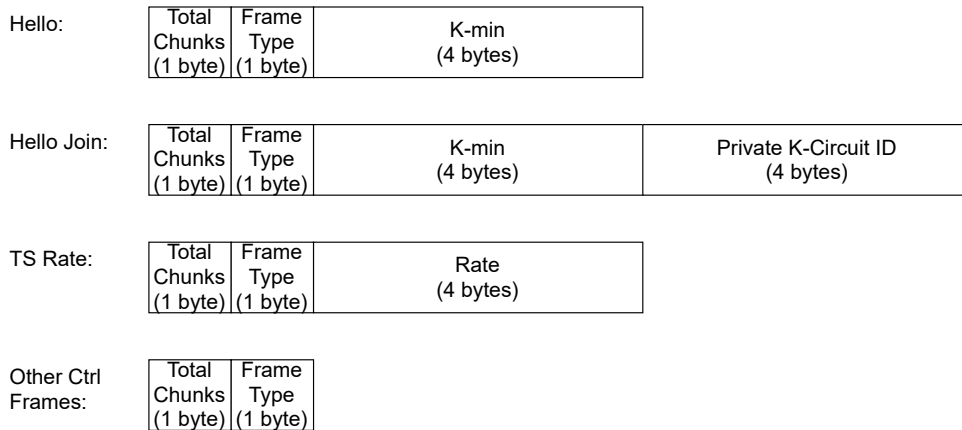 Hello:
Total Chunks (1 byte)
Frame Type (1 byte)
K-min (4 bytes)
Hello Join:
Total Chunks (1 byte)
Frame Type (1 byte)
K-min (4 bytes)
Private K-Circuit ID (4 bytes)
TS Rate:
Total Chunks (1 byte)
Frame Type (1 byte)
Rate (4 bytes)
Other Ctrl Frames:
Total Chunks (1 byte)
Frame Type (1 byte)